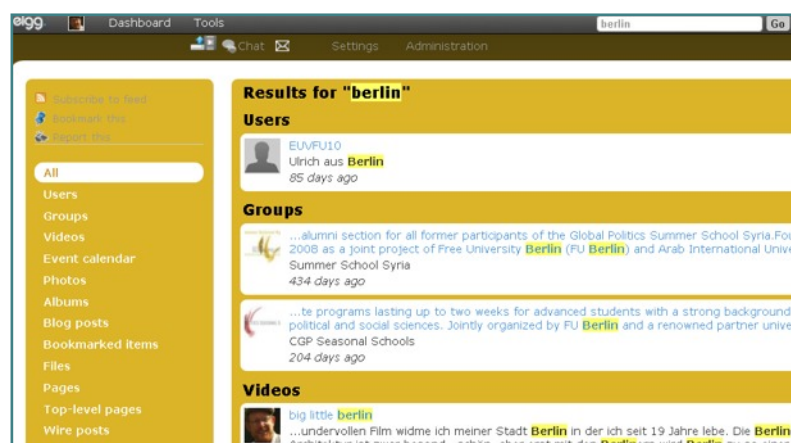 elgg Dashboard Tools berlin Go
Chat Settings Administration
Subscribe to feed
Bookmark this
Report this
All
Users
Groups
Videos
Event calendar
Photos
Albums
Blog posts
Bookmarked items
Files
Pages
Top-level pages
Wire posts
Results for "berlin"
Users
EUVFU10
Ulrich aus Berlin
85 days ago
Groups
...alumni section for all former participants of the Global Politics Summer School Syria.Fou
2008 as a joint project of Free University Berlin (FU Berlin) and Arab International Unive
Summer School Syria
434 days ago
...te programs lasting up to two weeks for advanced students with a strong background
political and social sciences. Jointly organized by FU Berlin and a renowned partner unive
CGP Seasonal Schools
204 days ago
Videos
big little berlin
...undervollen Film widme ich meiner Stadt Berlin in der ich seit 19 Jahre lebe. Die Berlin